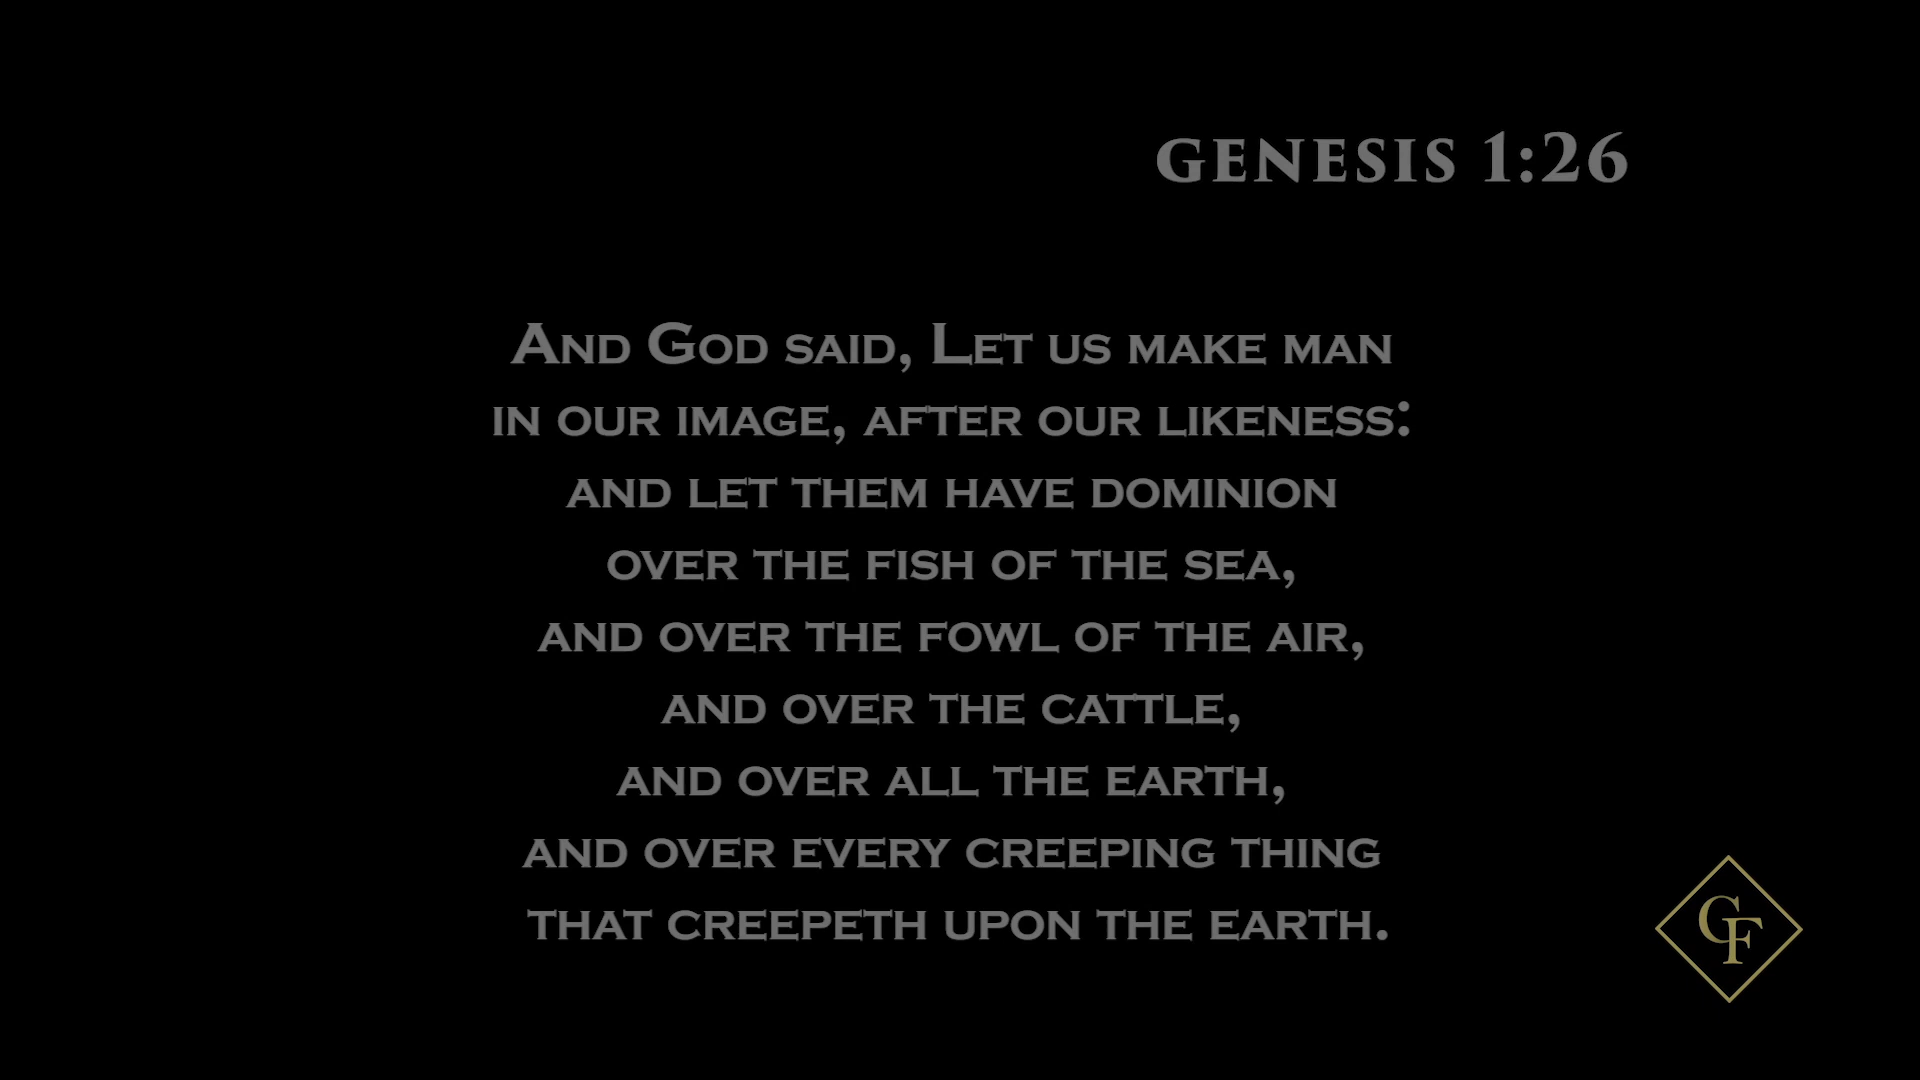 GENESIS 1:26
And God said, Let us make man
in our image, after our likeness:
and let them have dominion
over the fish of the sea,
and over the fowl of the air,
and over the cattle,
and over all the earth,
and over every creeping thing
that creepeth upon the earth.
GF